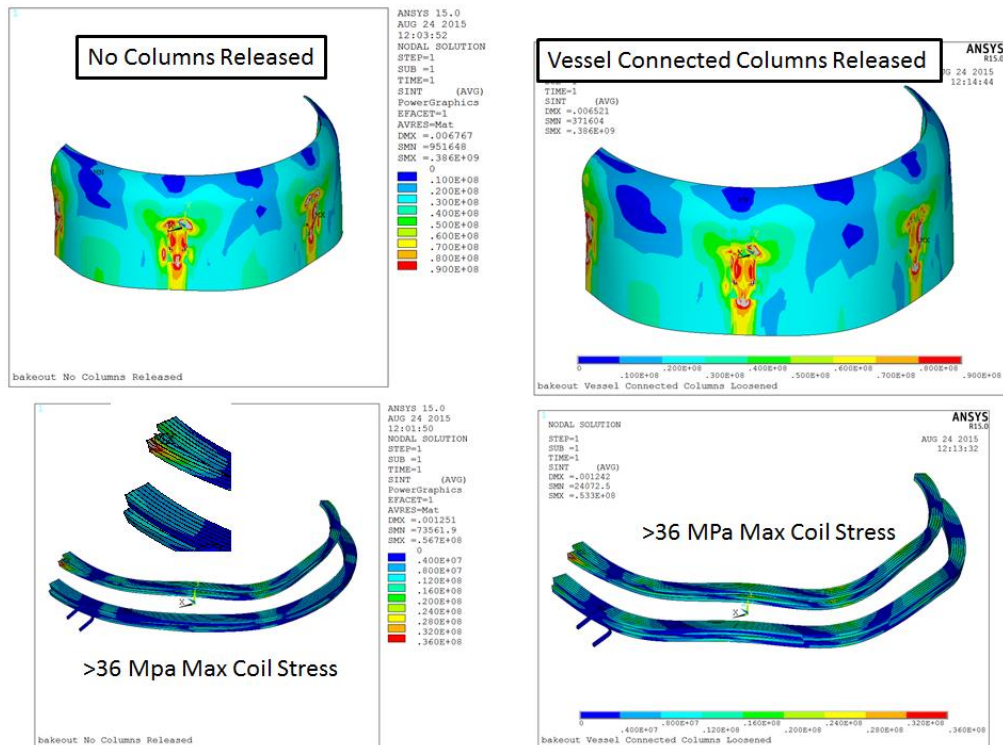 1
No Columns Released
ANSYS 15.0
AUG 24 2015
12:03:52
NODAL SOLUTION
STEP=1
SUB =1
TIME=1
SINT (AVG)
PowerGraphics
EFACET=1
AVRES=Mat
DMX =.006767
SMN =951648
SMX =.386E+09
0
.100E+08
.200E+08
.300E+08
.400E+08
.500E+08
.600E+08
.700E+08
.800E+08
.900E+08
MX
MX
bakeout No Columns Released
Vessel Connected Columns Released
ANSYS
R15.0
AUG 24 2015
12:14:44
STEP=1
SUB =1
TIME=1
SINT (AVG)
DMX =.006521
SMN =371604
SMX =.386E+09
MX
0 .200E+08 .400E+08 .600E+08 .800E+08
.100E+08 .300E+08 .500E+08 .700E+08 .900E+08
bakeout Vessel Connected Columns Loosened
1
ANSYS 15.0
AUG 24 2015
12:01:50
NODAL SOLUTION
STEP=1
SUB =1
TIME=1
SINT (AVG)
PowerGraphics
EFACET=1
AVRES=Mat
DMX =.001251
SMN =73561.9
SMX =.567E+08
0
.400E+07
.800E+07
.120E+08
.160E+08
.200E+08
.240E+08
.280E+08
.320E+08
.360E+08
X
>36 Mpa Max Coil Stress
bakeout No Columns Released
1
NODAL SOLUTION
STEP=1
SUB =1
TIME=1
SINT (AVG)
DMX =.001242
SMN =24072.5
SMX =.533E+08
ANSYS
R15.0
AUG 24 2015
12:13:32
>36 MPa Max Coil Stress
X
0 .800E+07 .160E+08 .240E+08 .320E+08
.400E+07 .120E+08 .200E+08 .280E+08 .360E+08
bakeout Vessel Connected Columns Loosened